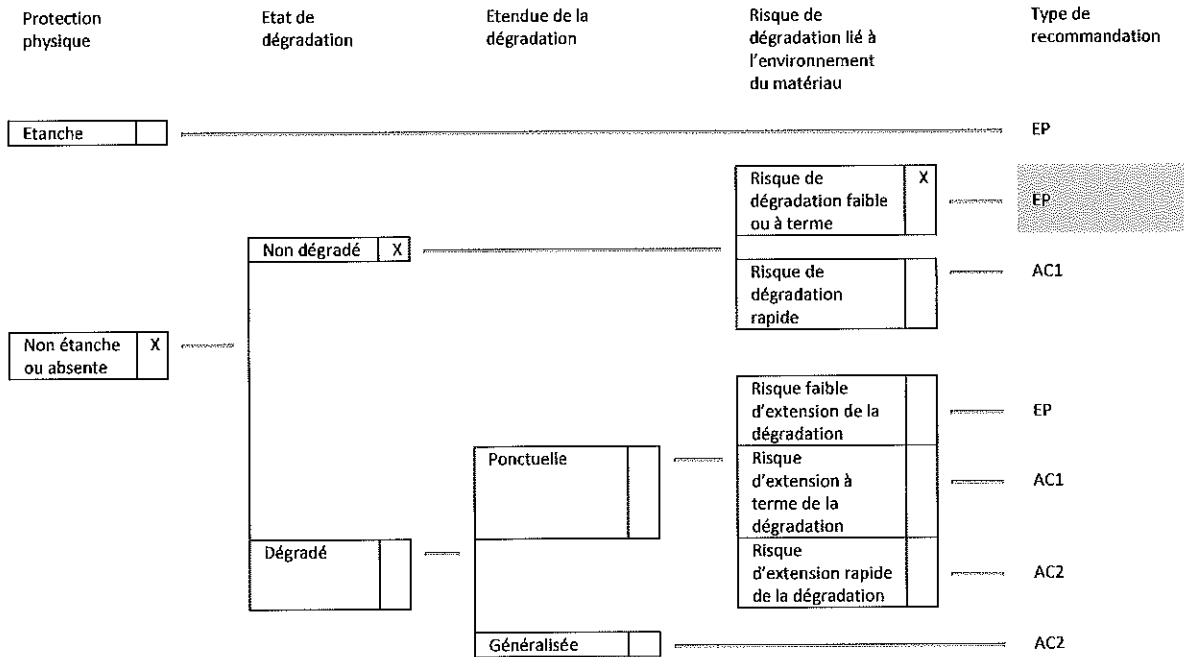 Protection
physique
Etat de
dégradation
Etendue de la
dégradation
Risque de
dégradation lié à
l'environnement
du matériau
Type de
recommandation
Etanche
EP
Risque de
dégradation faible
ou à terme
X
EP
Non dégradé
X
Risque de
dégradation
rapide
AC1
Non étanche
ou absente
X
Risque faible
d'extension de la
dégradation
EP
Ponctuelle
Risque
d'extension à
terme de la
dégradation
AC1
Dégradé
Risque
d'extension rapide
de la dégradation
AC2
Généralisée
AC2